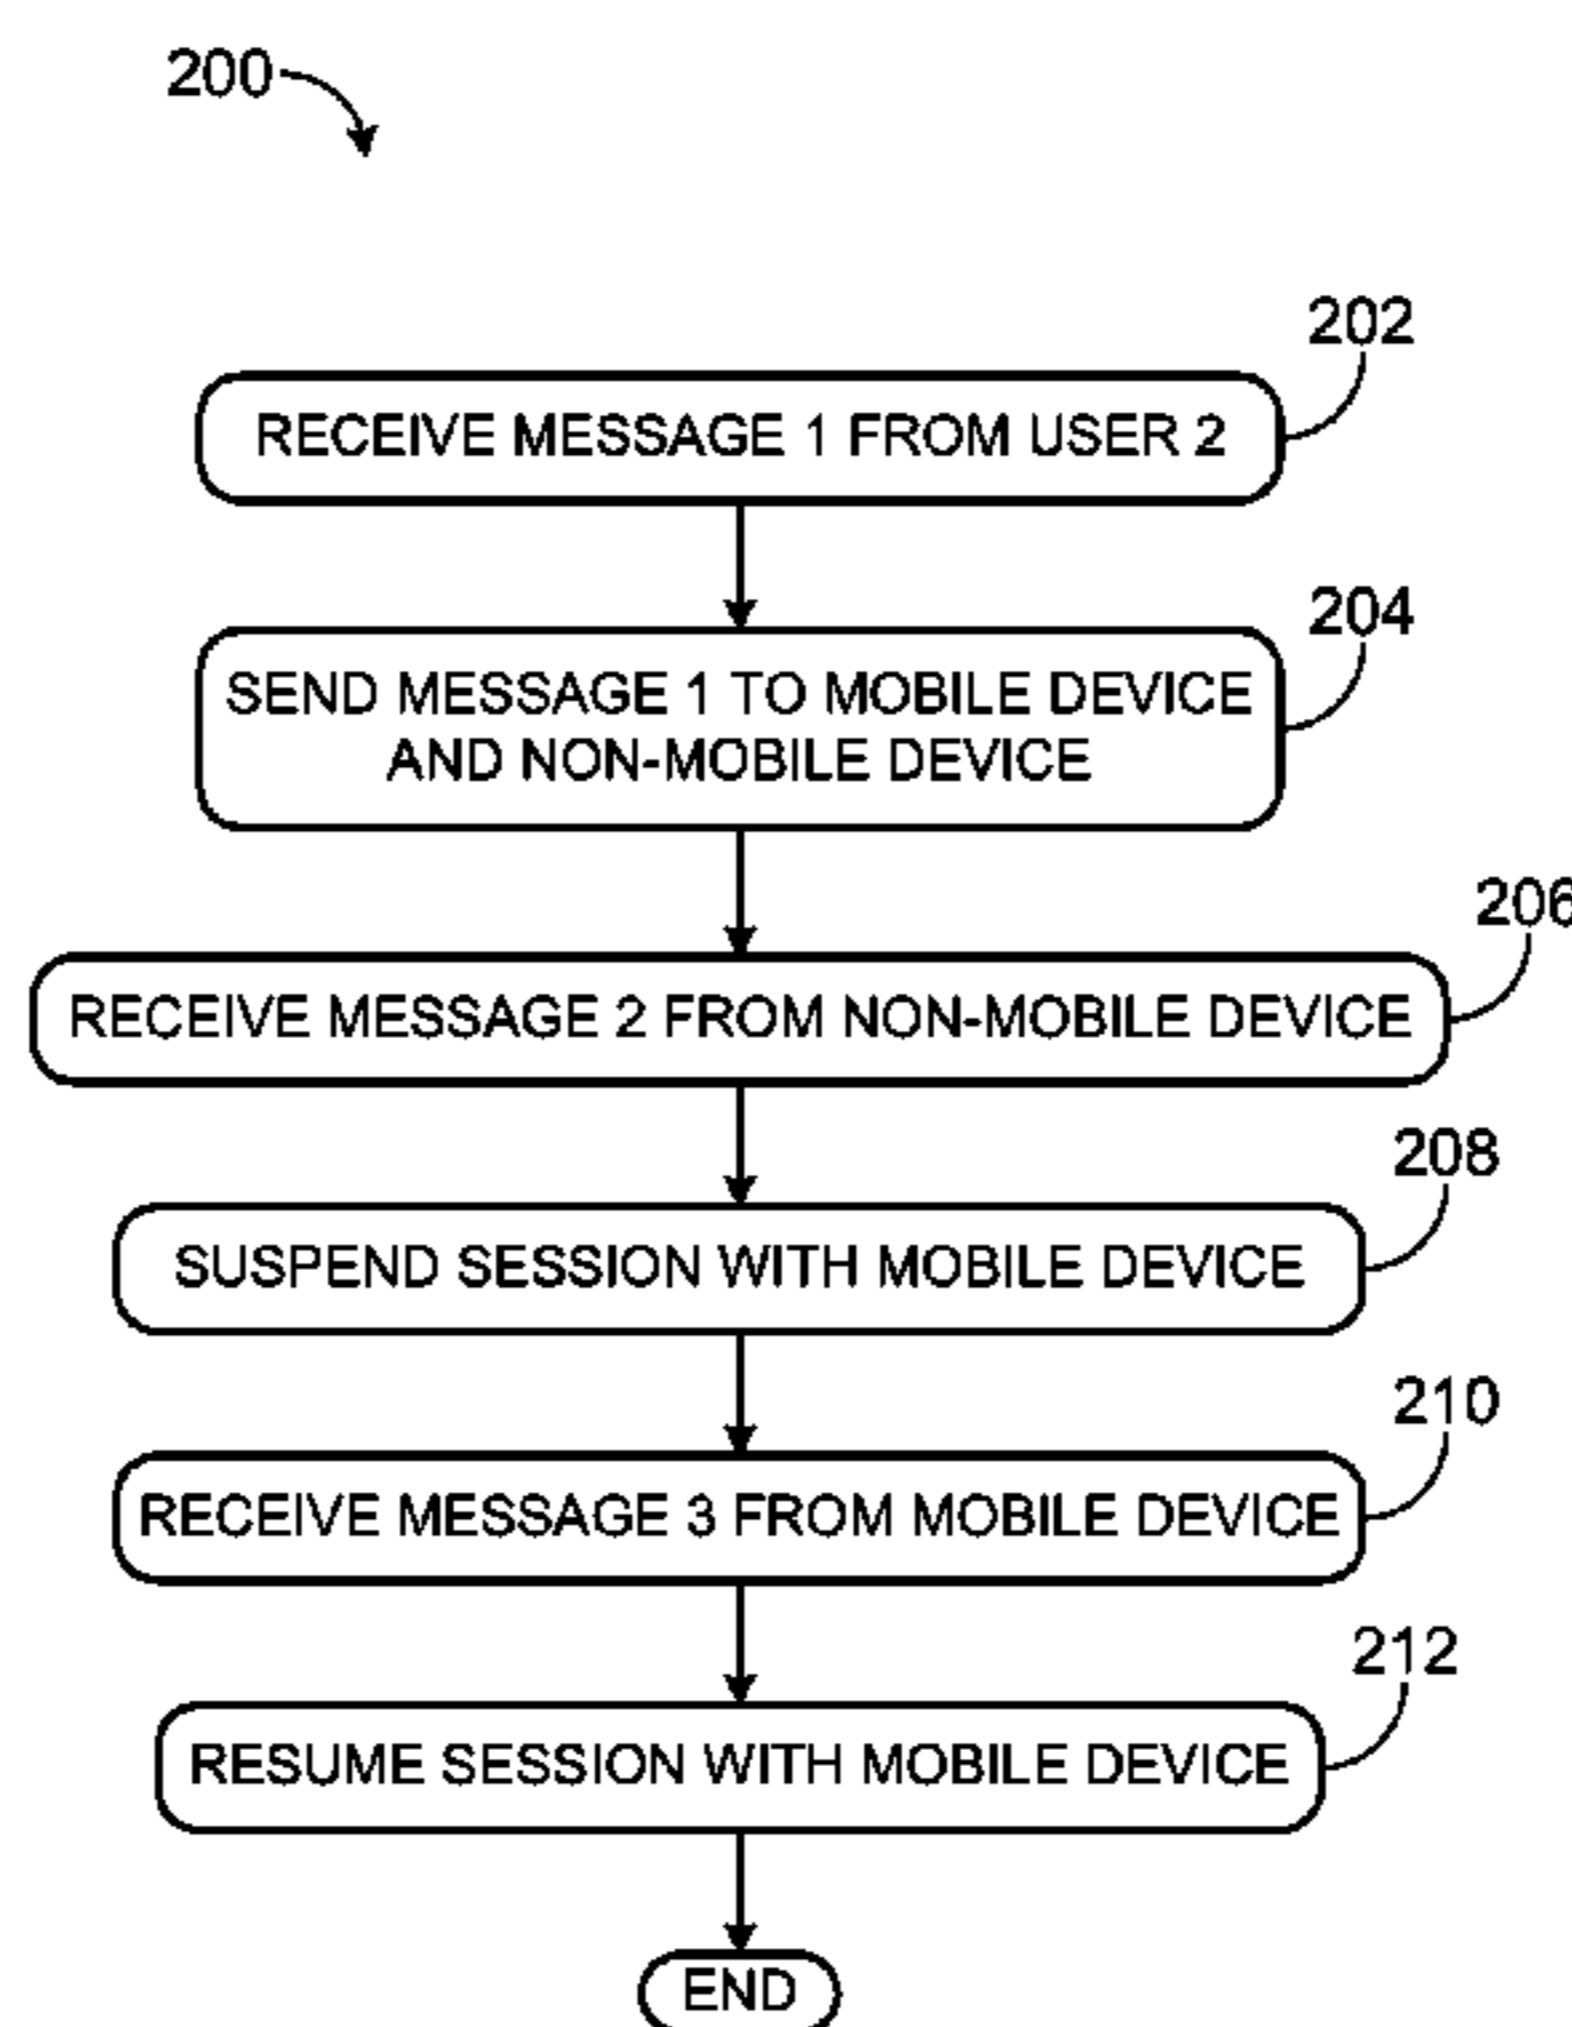 200
202
RECEIVE MESSAGE 1 FROM USER 2
204
SEND MESSAGE 1 TO MOBILE DEVICE
AND NON-MOBILE DEVICE
206
RECEIVE MESSAGE 2 FROM NON-MOBILE DEVICE
208
SUSPEND SESSION WITH MOBILE DEVICE
210
RECEIVE MESSAGE 3 FROM MOBILE DEVICE
212
RESUME SESSION WITH MOBILE DEVICE
END